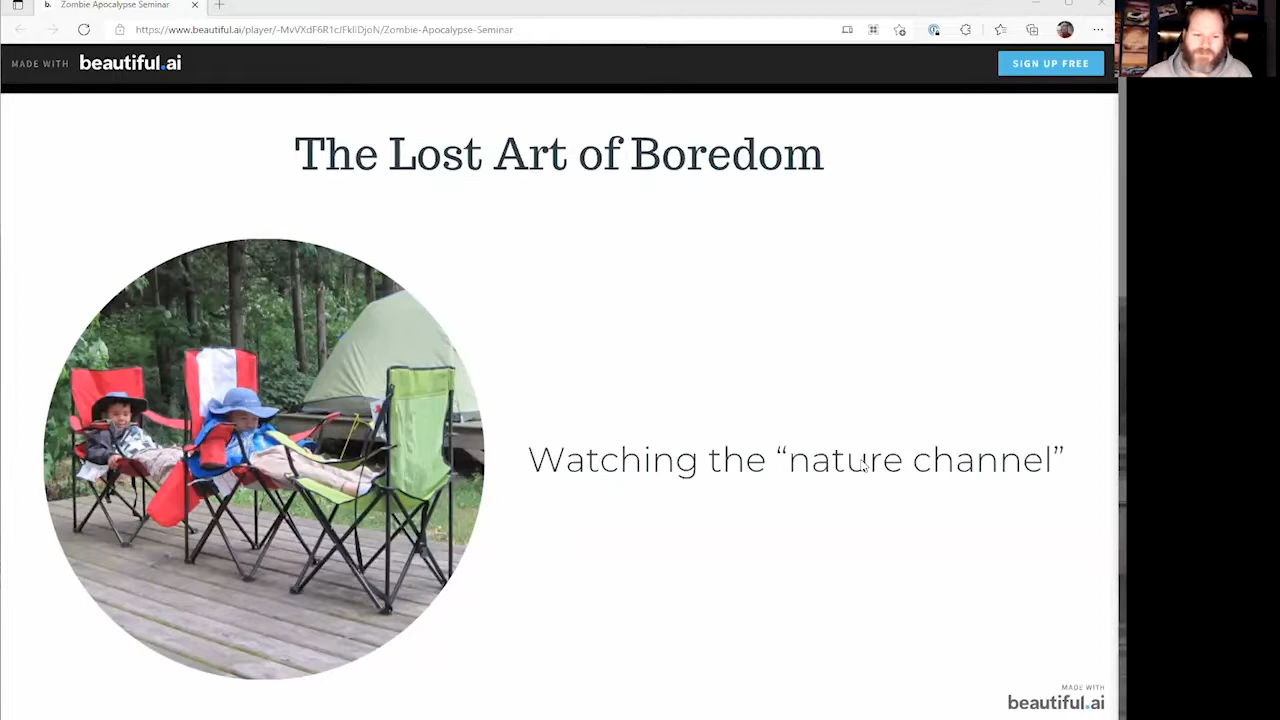 Zombie Apocalypse Seminar
https://www.beautiful.ai/player/-MvVXdF6R1cJFkIlDjoN/Zombie-Apocalypse-Seminar
MADE WITH beautiful.ai
SIGN UP FREE
The Lost Art of Boredom
Watching the “nature channel”
MADE WITH
beautiful.ai